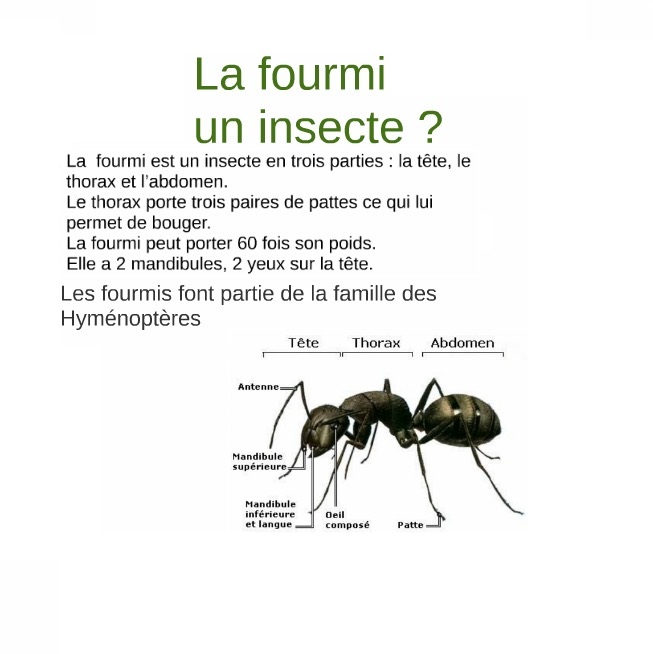 La fourmi
un insecte ?
La  fourmi est un insecte en trois parties : la tête, le
thorax et l'abdomen.
Le thorax porte trois paires de pattes ce qui lui
permet de bouger.
La fourmi peut porter 60 fois son poids.
Elle a 2 mandibules, 2 yeux sur la tête.
Les fourmis font partie de la famille des
Hyménoptères
Tête Thorax Abdomen
Antenne
Mandibule
supérieure
Mandibule
inférieure
et langue
Oeil
composé
Patte